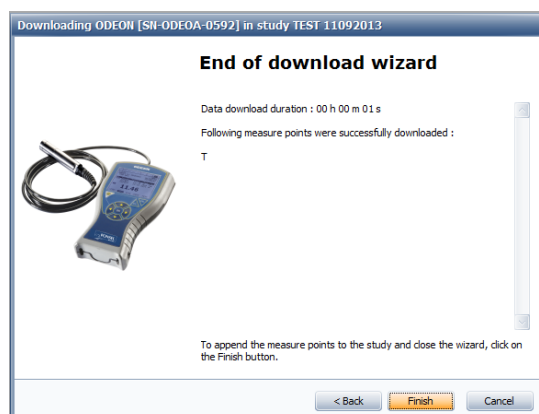 Downloading ODEON [SN-ODEOA-0592] in study TEST 11092013
End of download wizard
Data download duration : 00 h 00 m 01 s
Following measure points were successfully downloaded :
T
To append the measure points to the study and close the wizard, click on
the Finish button.
< Back
Finish
Cancel